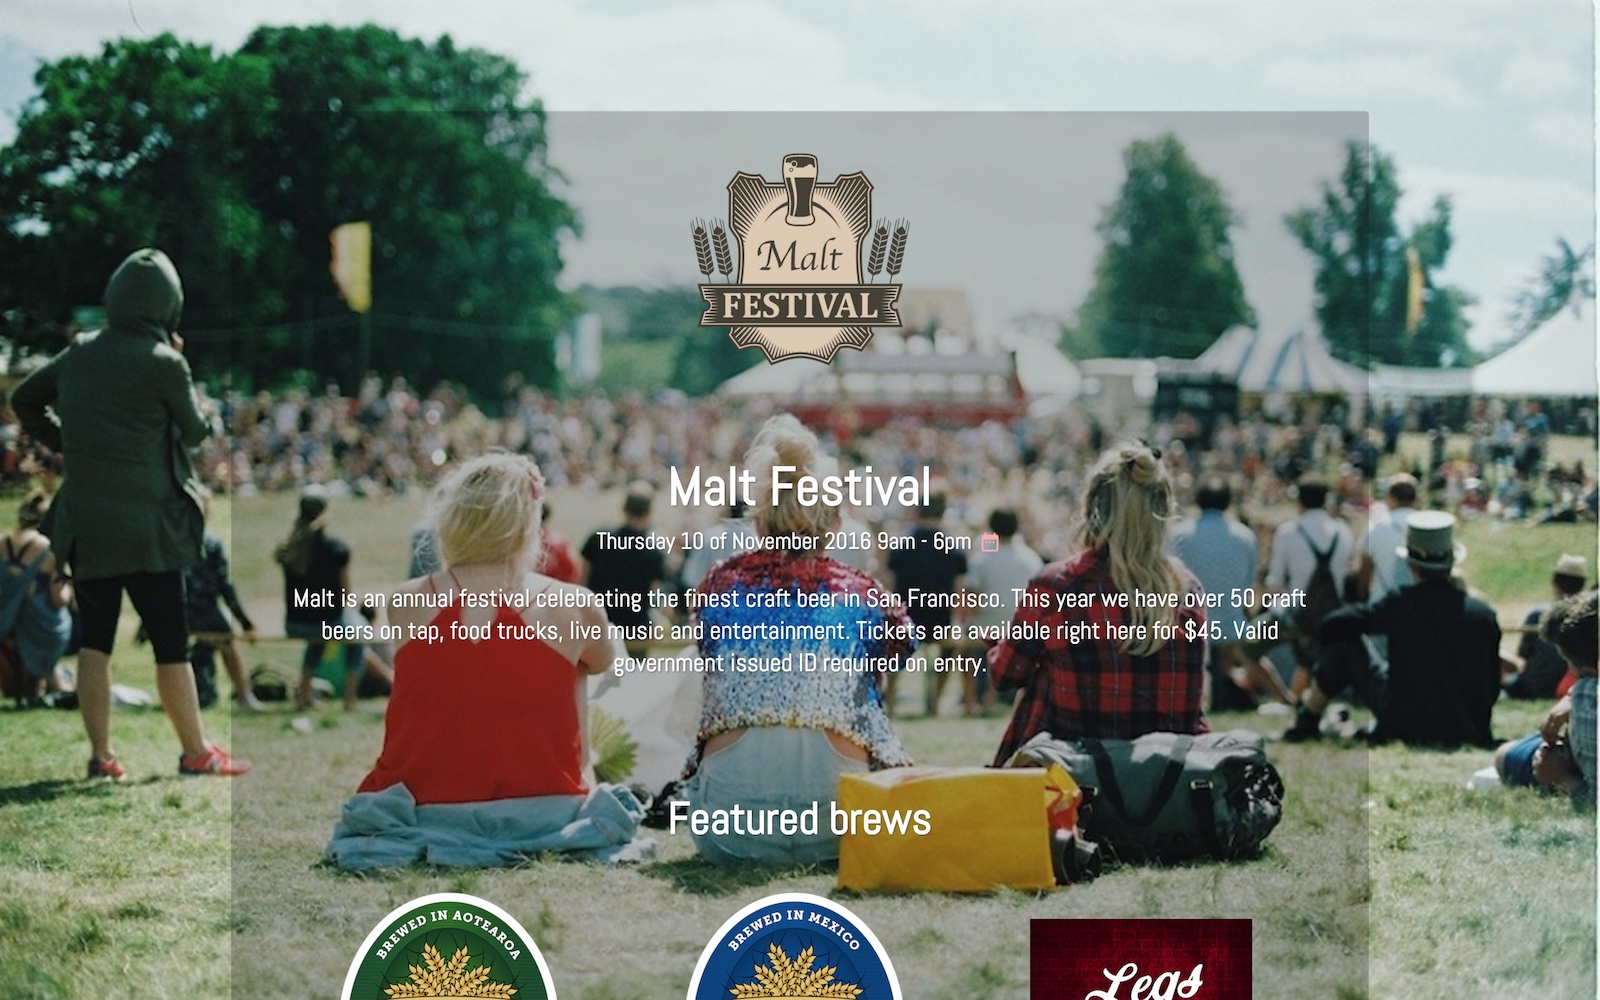 Malt
FESTIVAL
Malt Festival
Thursday 10 of November 2016 9am - 6pm
Malt is an annual festival celebrating the finest craft beer in San Francisco. This year we have over 50 craft
beers on tap, food trucks, live music and entertainment. Tickets are available right here for $45. Valid
government issued ID required on entry.
Featured brews
BREWED IN AOTEAROA
BREWED IN MEXICO
Legs